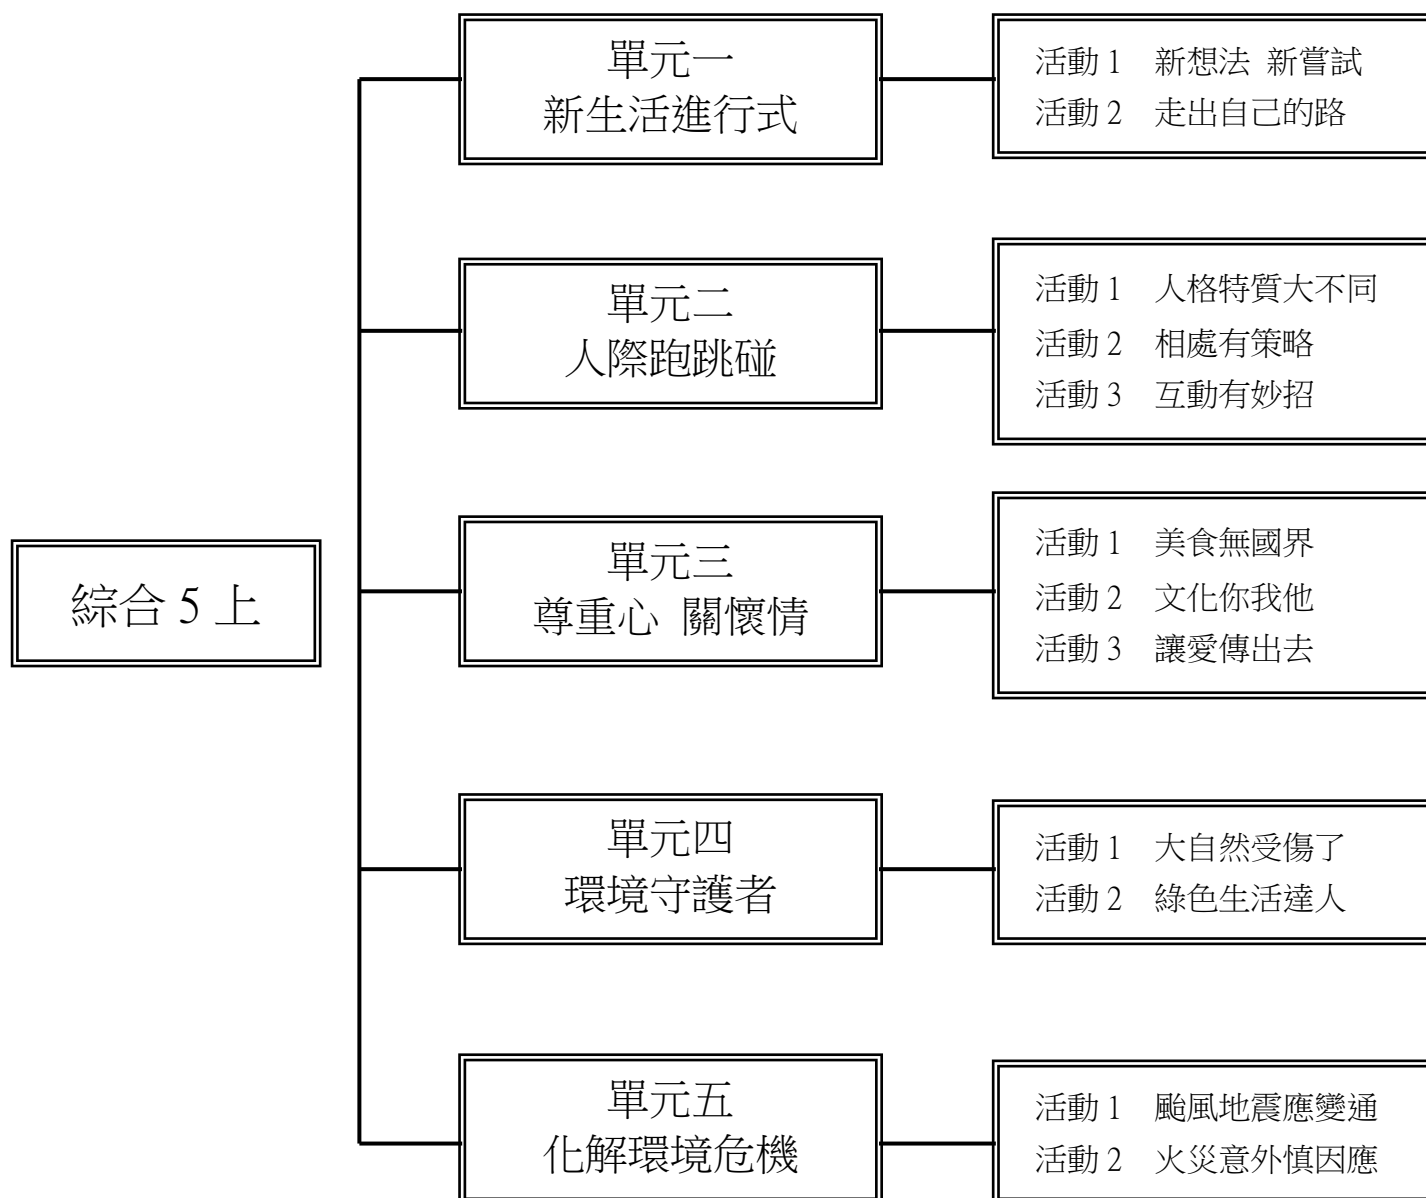 綜合 5 上
單元一
新生活進行式
活動 1 新想法 新嘗試
活動 2 走出自己的路
單元二
人際跑跳碰
活動 1 人格特質大不同
活動 2 相處有策略
活動 3 互動有妙招
單元三
尊重心 關懷情
活動 1 美食無國界
活動 2 文化你我他
活動 3 讓愛傳出去
單元四
環境守護者
活動 1 大自然受傷了
活動 2 綠色生活達人
單元五
化解環境危機
活動 1 颱風地震應變通
活動 2 火災意外慎因應